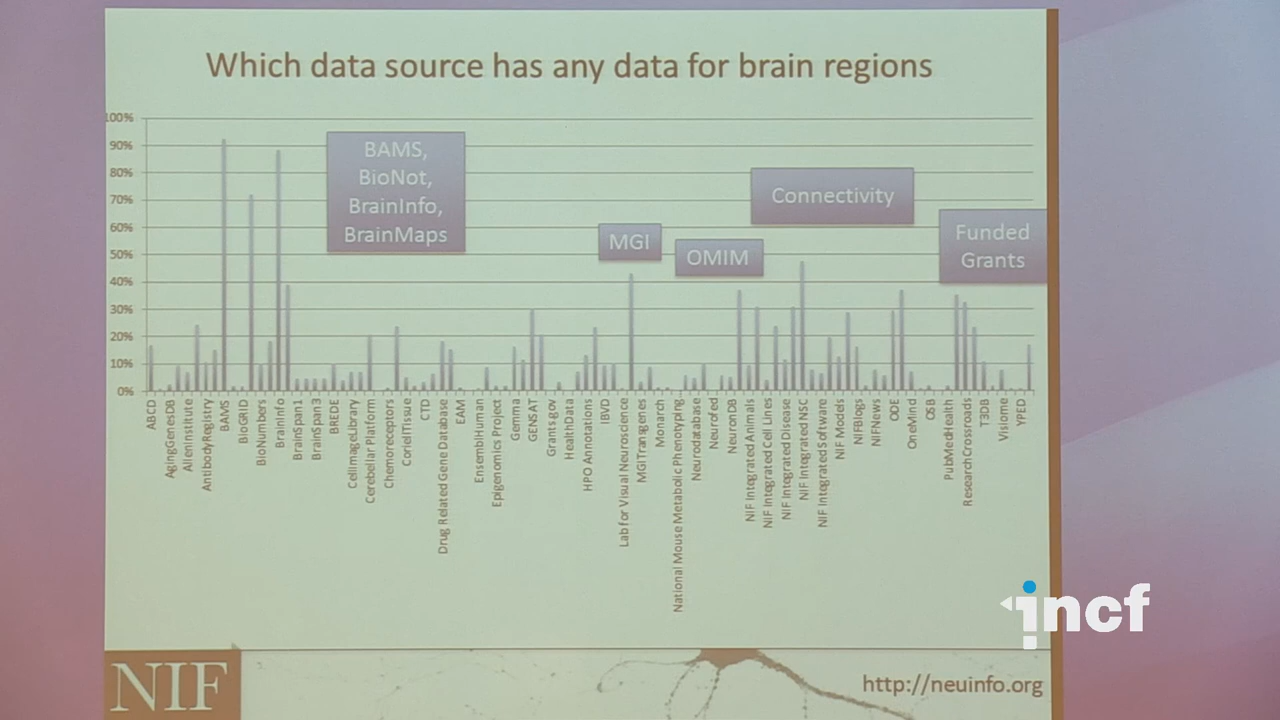 Which data source has any data for brain regions
100%
90%
80%
70%
60%
50%
40%
30%
20%
10%
0%
BAMS,
BioNot,
BrainInfo,
BrainMaps
MGI
OMIM
Connectivity
Funded
Grants
ABCD
AgingGenesDB
AllenInstitute
AntibodyRegistry
BAMS
BioGRID
BioNumbers
BrainInfo
BrainSpan1
BrainSpan3
BREDE
CellImageLibrary
Cerebellar Platform
Chemoreceptors
CoriellTissue
CTD
Drug Related Gene Database
EAM
EnsemblHuman
Epigenomics Project
Gemma
GENSAT
Grants.gov
HealthData
HPO Annotations
IBVD
Lab for Visual Neuroscience
MGITransgenes
Monarch
National Mouse Metabolic Phenotyping..
Neurodatabase
Neurofed
NeuronDB
NIF Integrated Animals
NIF Integrated Cell Lines
NIF Integrated Disease
NIF Integrated NSC
NIF Integrated Software
NIF Models
NIFBlogs
NIFNews
ODE
OneMind
OSB
PubMedHealth
ResearchCrossroads
T3DB
Visiome
YPED
incf
NIF
http://neuinfo.org